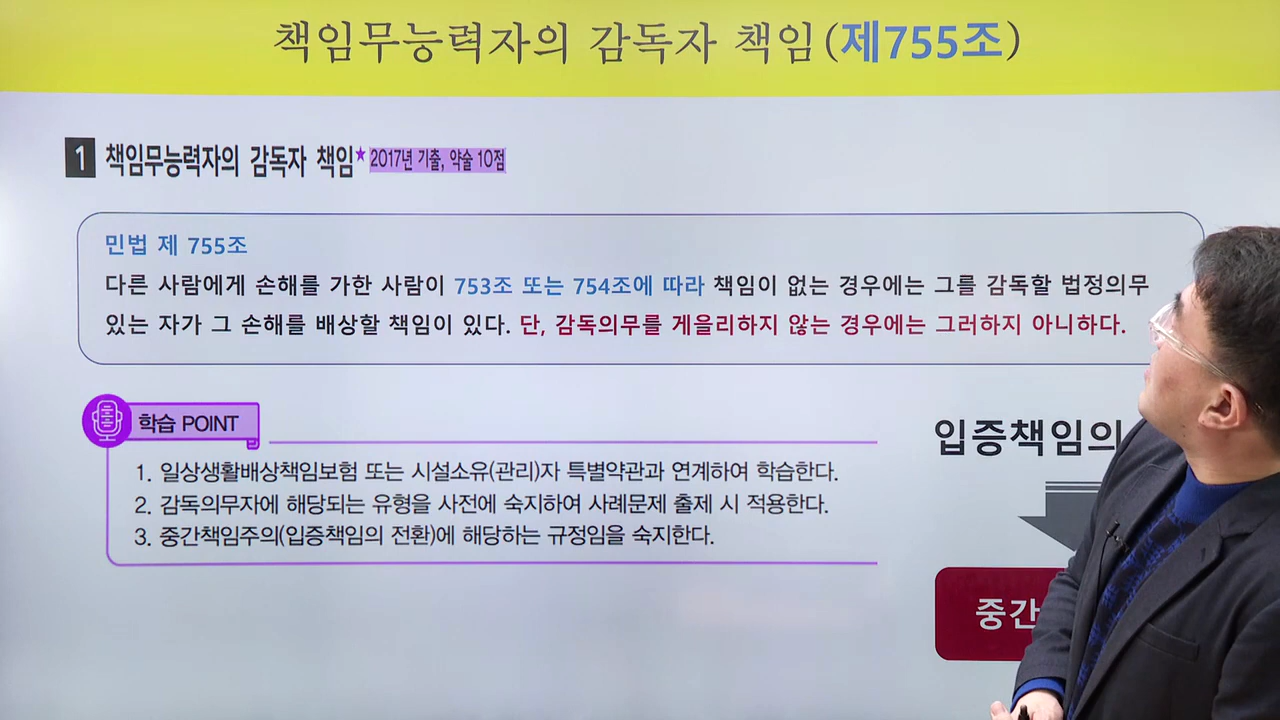 책임무능력자의 감독자 책임(제755조)
1 책임무능력자의 감독자 책임★ 2017년 기출, 약술 10점
민법 제 755조
다른 사람에게 손해를 가한 사람이 753조 또는 754조에 따라 책임이 없는 경우에는 그를 감독할 법정의무
있는 자가 그 손해를 배상할 책임이 있다. 단, 감독의무를 게을리하지 않는 경우에는 그러하지 아니하다.
학습 POINT
입증책임의
1. 일상생활배상책임보험 또는 시설소유(관리)자 특별약관과 연계하여 학습한다.
2. 감독의무자에 해당되는 유형을 사전에 숙지하여 사례문제 출제 시 적용한다.
3. 중간책임주의(입증책임의 전환)에 해당하는 규정임을 숙지한다.
중간